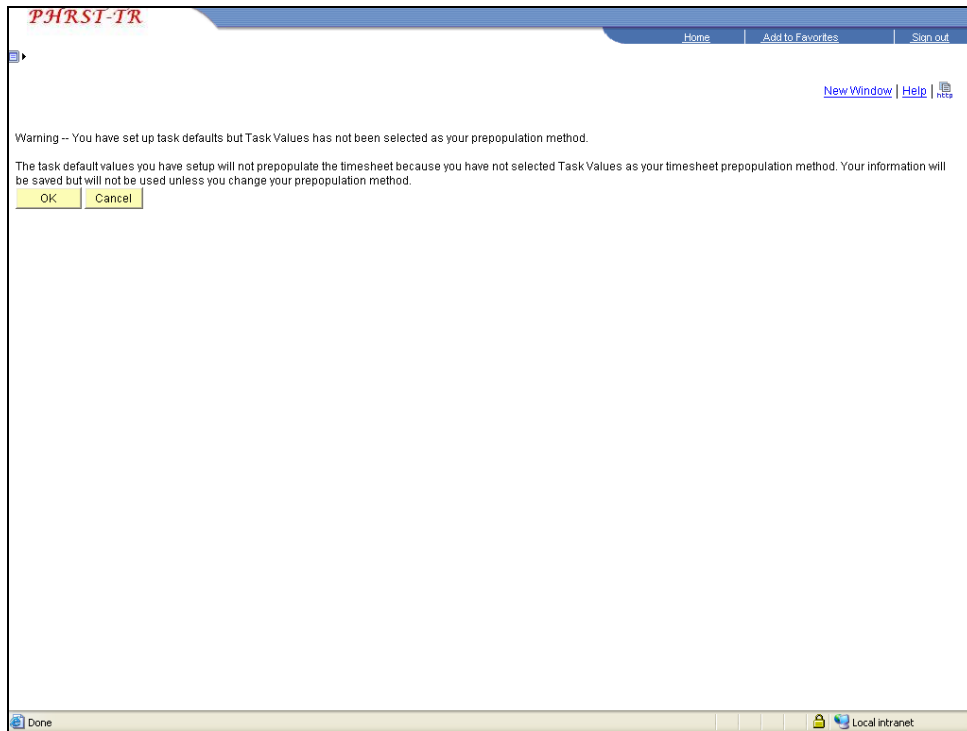 PHRST-TR
Home Add to Favorites Sign out
New Window | Help | http
Warning -- You have set up task defaults but Task Values has not been selected as your prepopulation method.
The task default values you have setup will not prepopulate the timesheet because you have not selected Task Values as your timesheet prepopulation method. Your information will
be saved but will not be used unless you change your prepopulation method.
OK Cancel
Done Local intranet